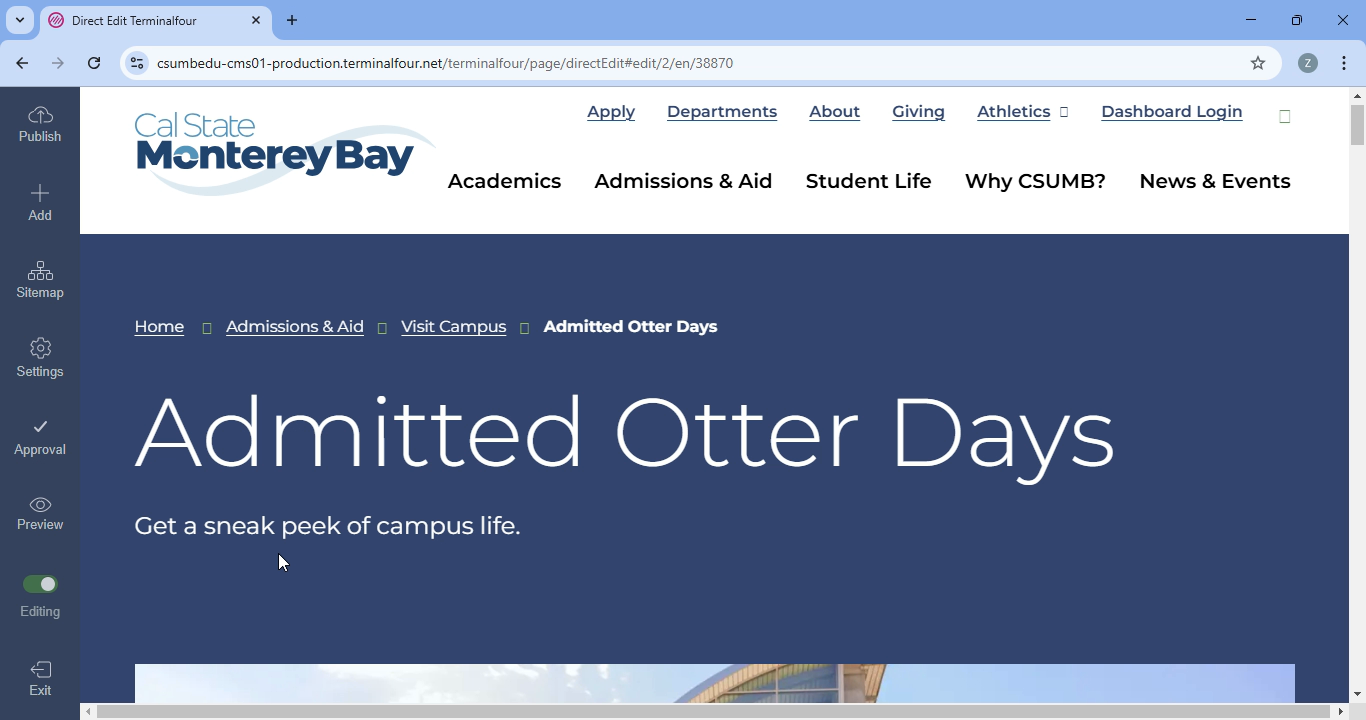 Direct Edit Terminalfour
csumbedu-cms01-production.terminalfour.net/terminalfour/page/directEdit#edit/2/en/38870
Z
Publish
Add
Sitemap
Settings
Approval
Preview
Editing
Exit
Cal State
Monterey Bay
Apply Departments About Giving Athletics Dashboard Login
Academics Admissions & Aid Student Life Why CSUMB? News & Events
Home Admissions & Aid Visit Campus Admitted Otter Days
Admitted Otter Days
Get a sneak peek of campus life.